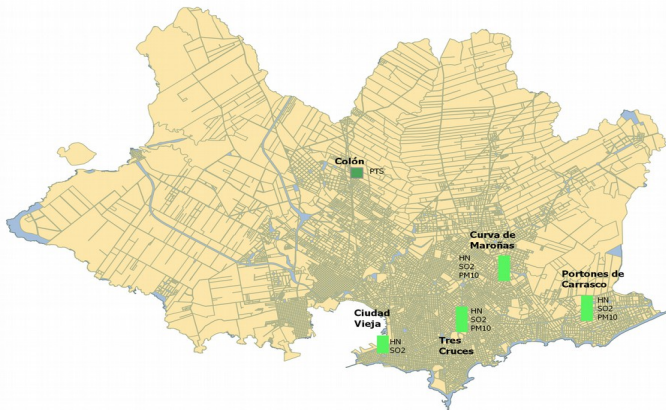 Colón
PTS
Curva de
Maroñas
HN
SO2
PM10
Portones de
Carrasco
HN
SO2
PM10
Ciudad
Vieja
HN
SO2
HN
SO2
PM10
Tres
Cruces